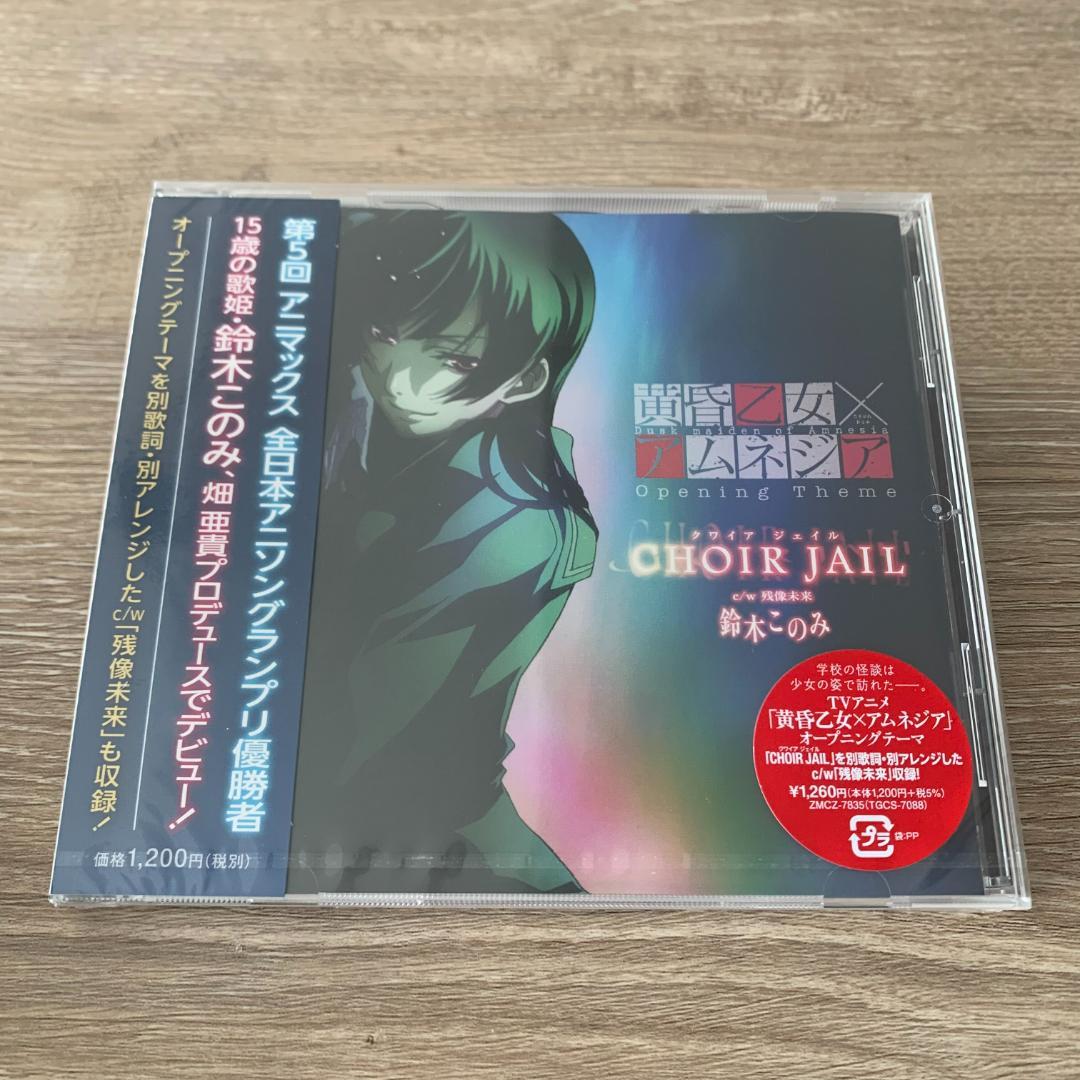 第5回 アニマックス 全日本アニソングランプリ優勝者
15歳の歌姫・鈴木このみ、畑 亜貴プロデュースでデビュー!
オープニングテーマを別歌詞・別アレンジしたc/w「残像未来」も収録!
価格1,200円(税別)
黄昏乙女×
Dusk maiden of Amnesia
アムネジア
Opening Theme
クワイア ジェイル
CHOIR JAIL
c/w 残像未来
鈴木このみ
学校の怪談は
少女の姿で訪れた――。
TVアニメ
「黄昏乙女×アムネジア」
オープニングテーマ
クワイア ジェイル
「CHOIR JAIL」を別歌詞・別アレンジした
c/w「残像未来」収録!
¥1,260円(本体1,200円+税5%)
ZMCZ-7835(TGCS-7088)
プラ
袋:PP